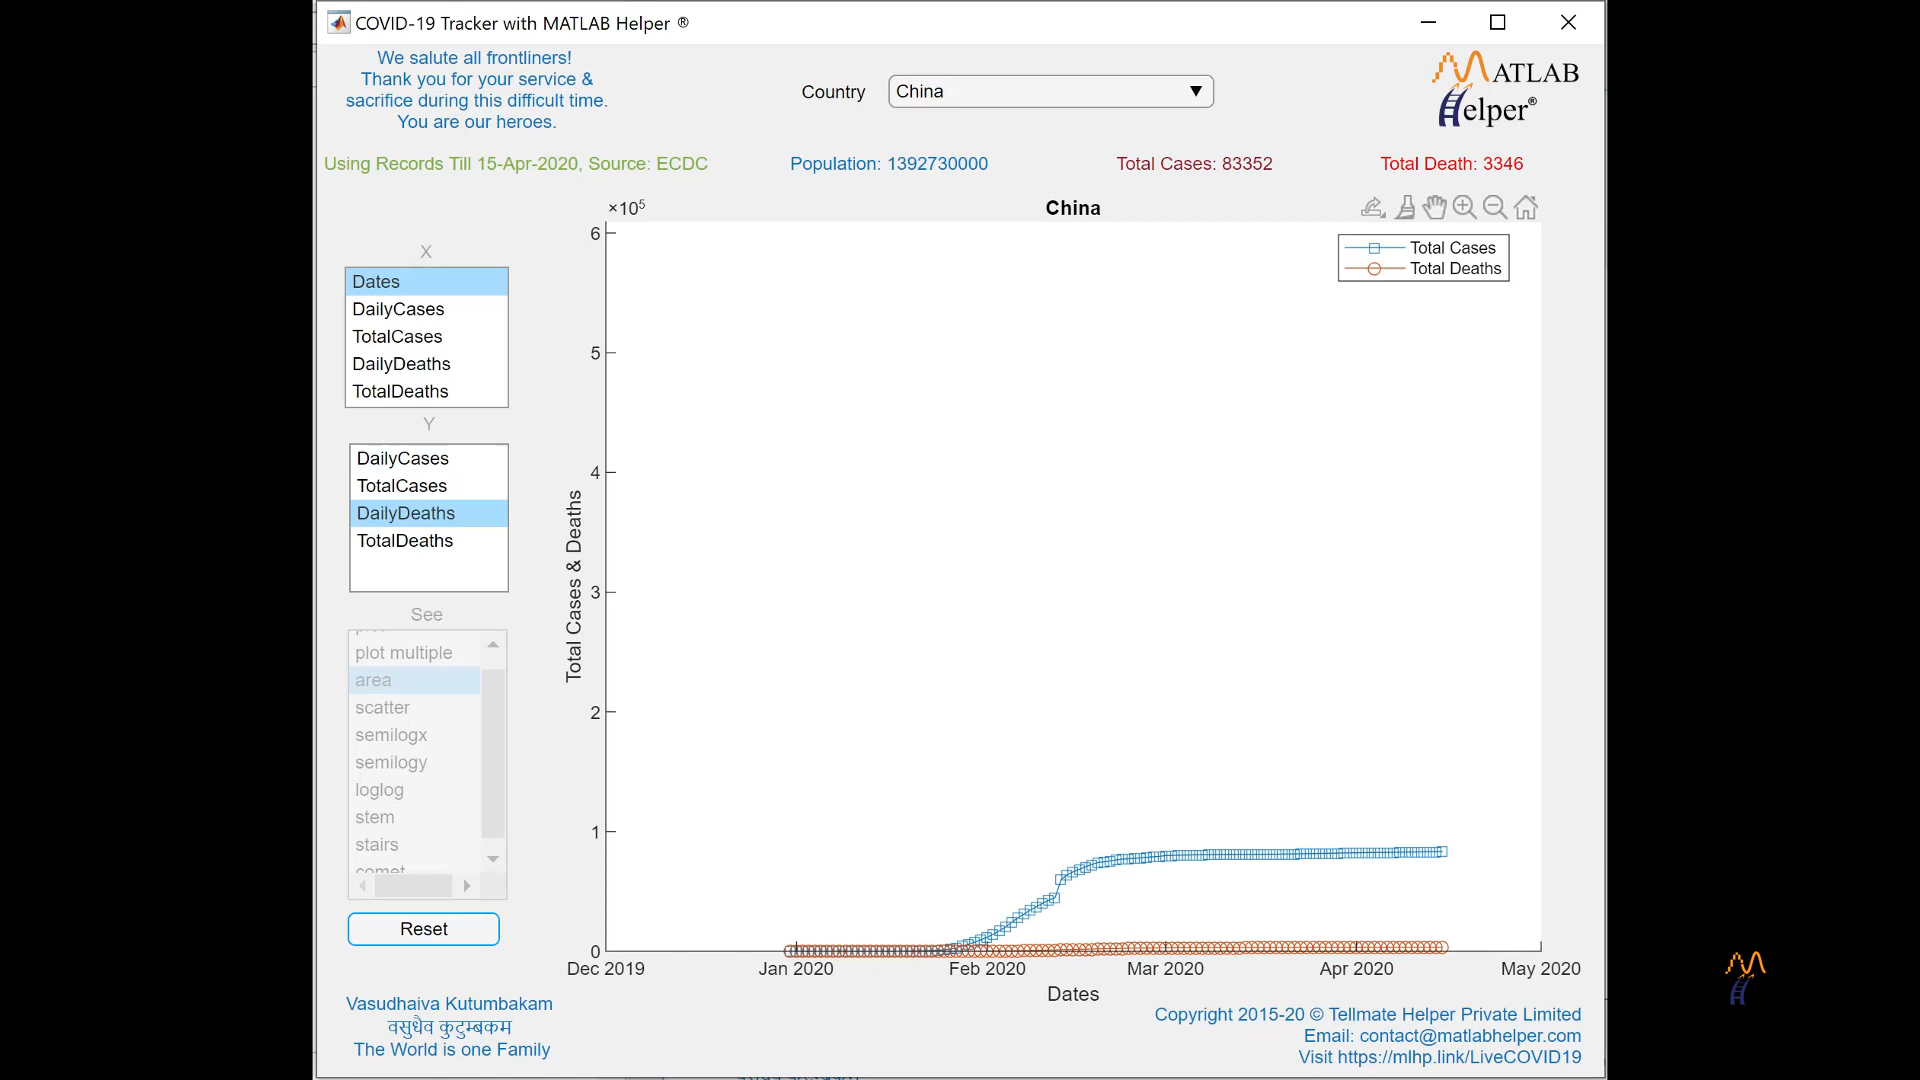 COVID-19 Tracker with MATLAB Helper ®
We salute all frontliners!
Thank you for your service &
sacrifice during this difficult time.
You are our heroes.
Country
China
MATLAB
Helper®
Using Records Till 15-Apr-2020, Source: ECDC
Population: 1392730000
Total Cases: 83352
Total Death: 3346
X
Dates
DailyCases
TotalCases
DailyDeaths
TotalDeaths
Y
DailyCases
TotalCases
DailyDeaths
TotalDeaths
See
plot multiple
area
scatter
semilogx
semilogy
loglog
stem
stairs
comet
Reset
×10⁵
China
Total Cases
Total Deaths
6
5
4
3
2
1
0
Total Cases & Deaths
Dec 2019
Jan 2020
Feb 2020
Mar 2020
Apr 2020
May 2020
Dates
Vasudhaiva Kutumbakam
वसुधैव कुटुम्बकम
The World is one Family
Copyright 2015-20 © Tellmate Helper Private Limited
Email: contact@matlabhelper.com
Visit https://mlhp.link/LiveCOVID19